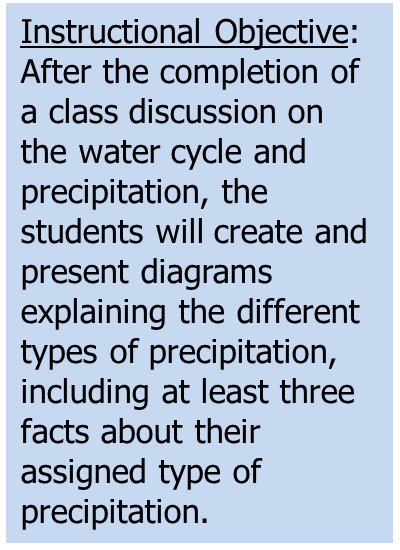 Instructional Objective:
After the completion of
a class discussion on
the water cycle and
precipitation, the
students will create and
present diagrams
explaining the different
types of precipitation,
including at least three
facts about their
assigned type of
precipitation.